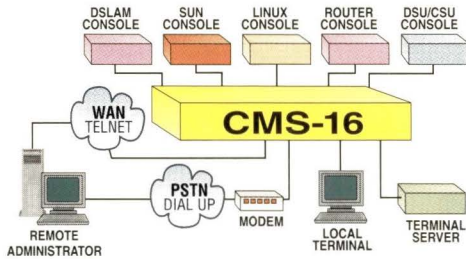 DSLAM
CONSOLE
SUN
CONSOLE
LINUX
CONSOLE
ROUTER
CONSOLE
DSU/CSU
CONSOLE
CMS-16
WAN
TELNET
PSTN
DIAL UP
MODEM
REMOTE
ADMINISTRATOR
LOCAL
TERMINAL
TERMINAL
SERVER